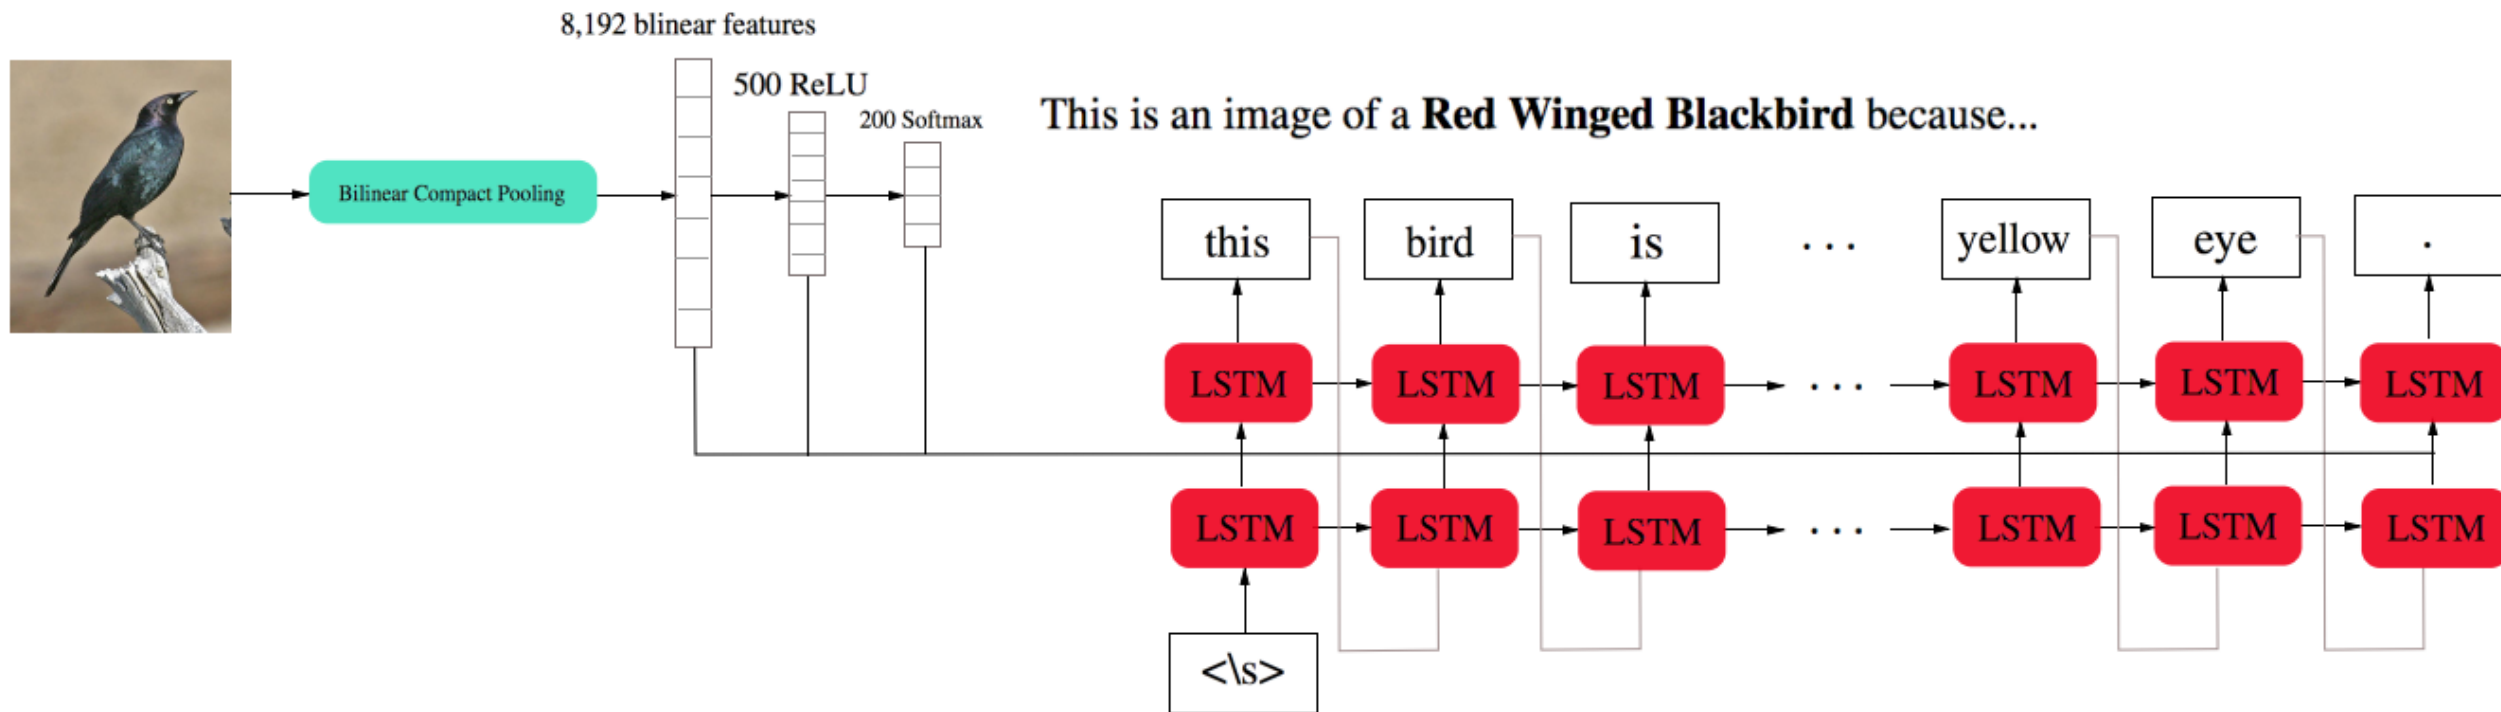 8,192 blinear features
500 ReLU
200 Softmax
This is an image of a Red Winged Blackbird because...
Bilinear Compact Pooling
this bird is ... yellow eye .
LSTM LSTM LSTM ... LSTM LSTM LSTM
LSTM LSTM LSTM ... LSTM LSTM LSTM
<\s>